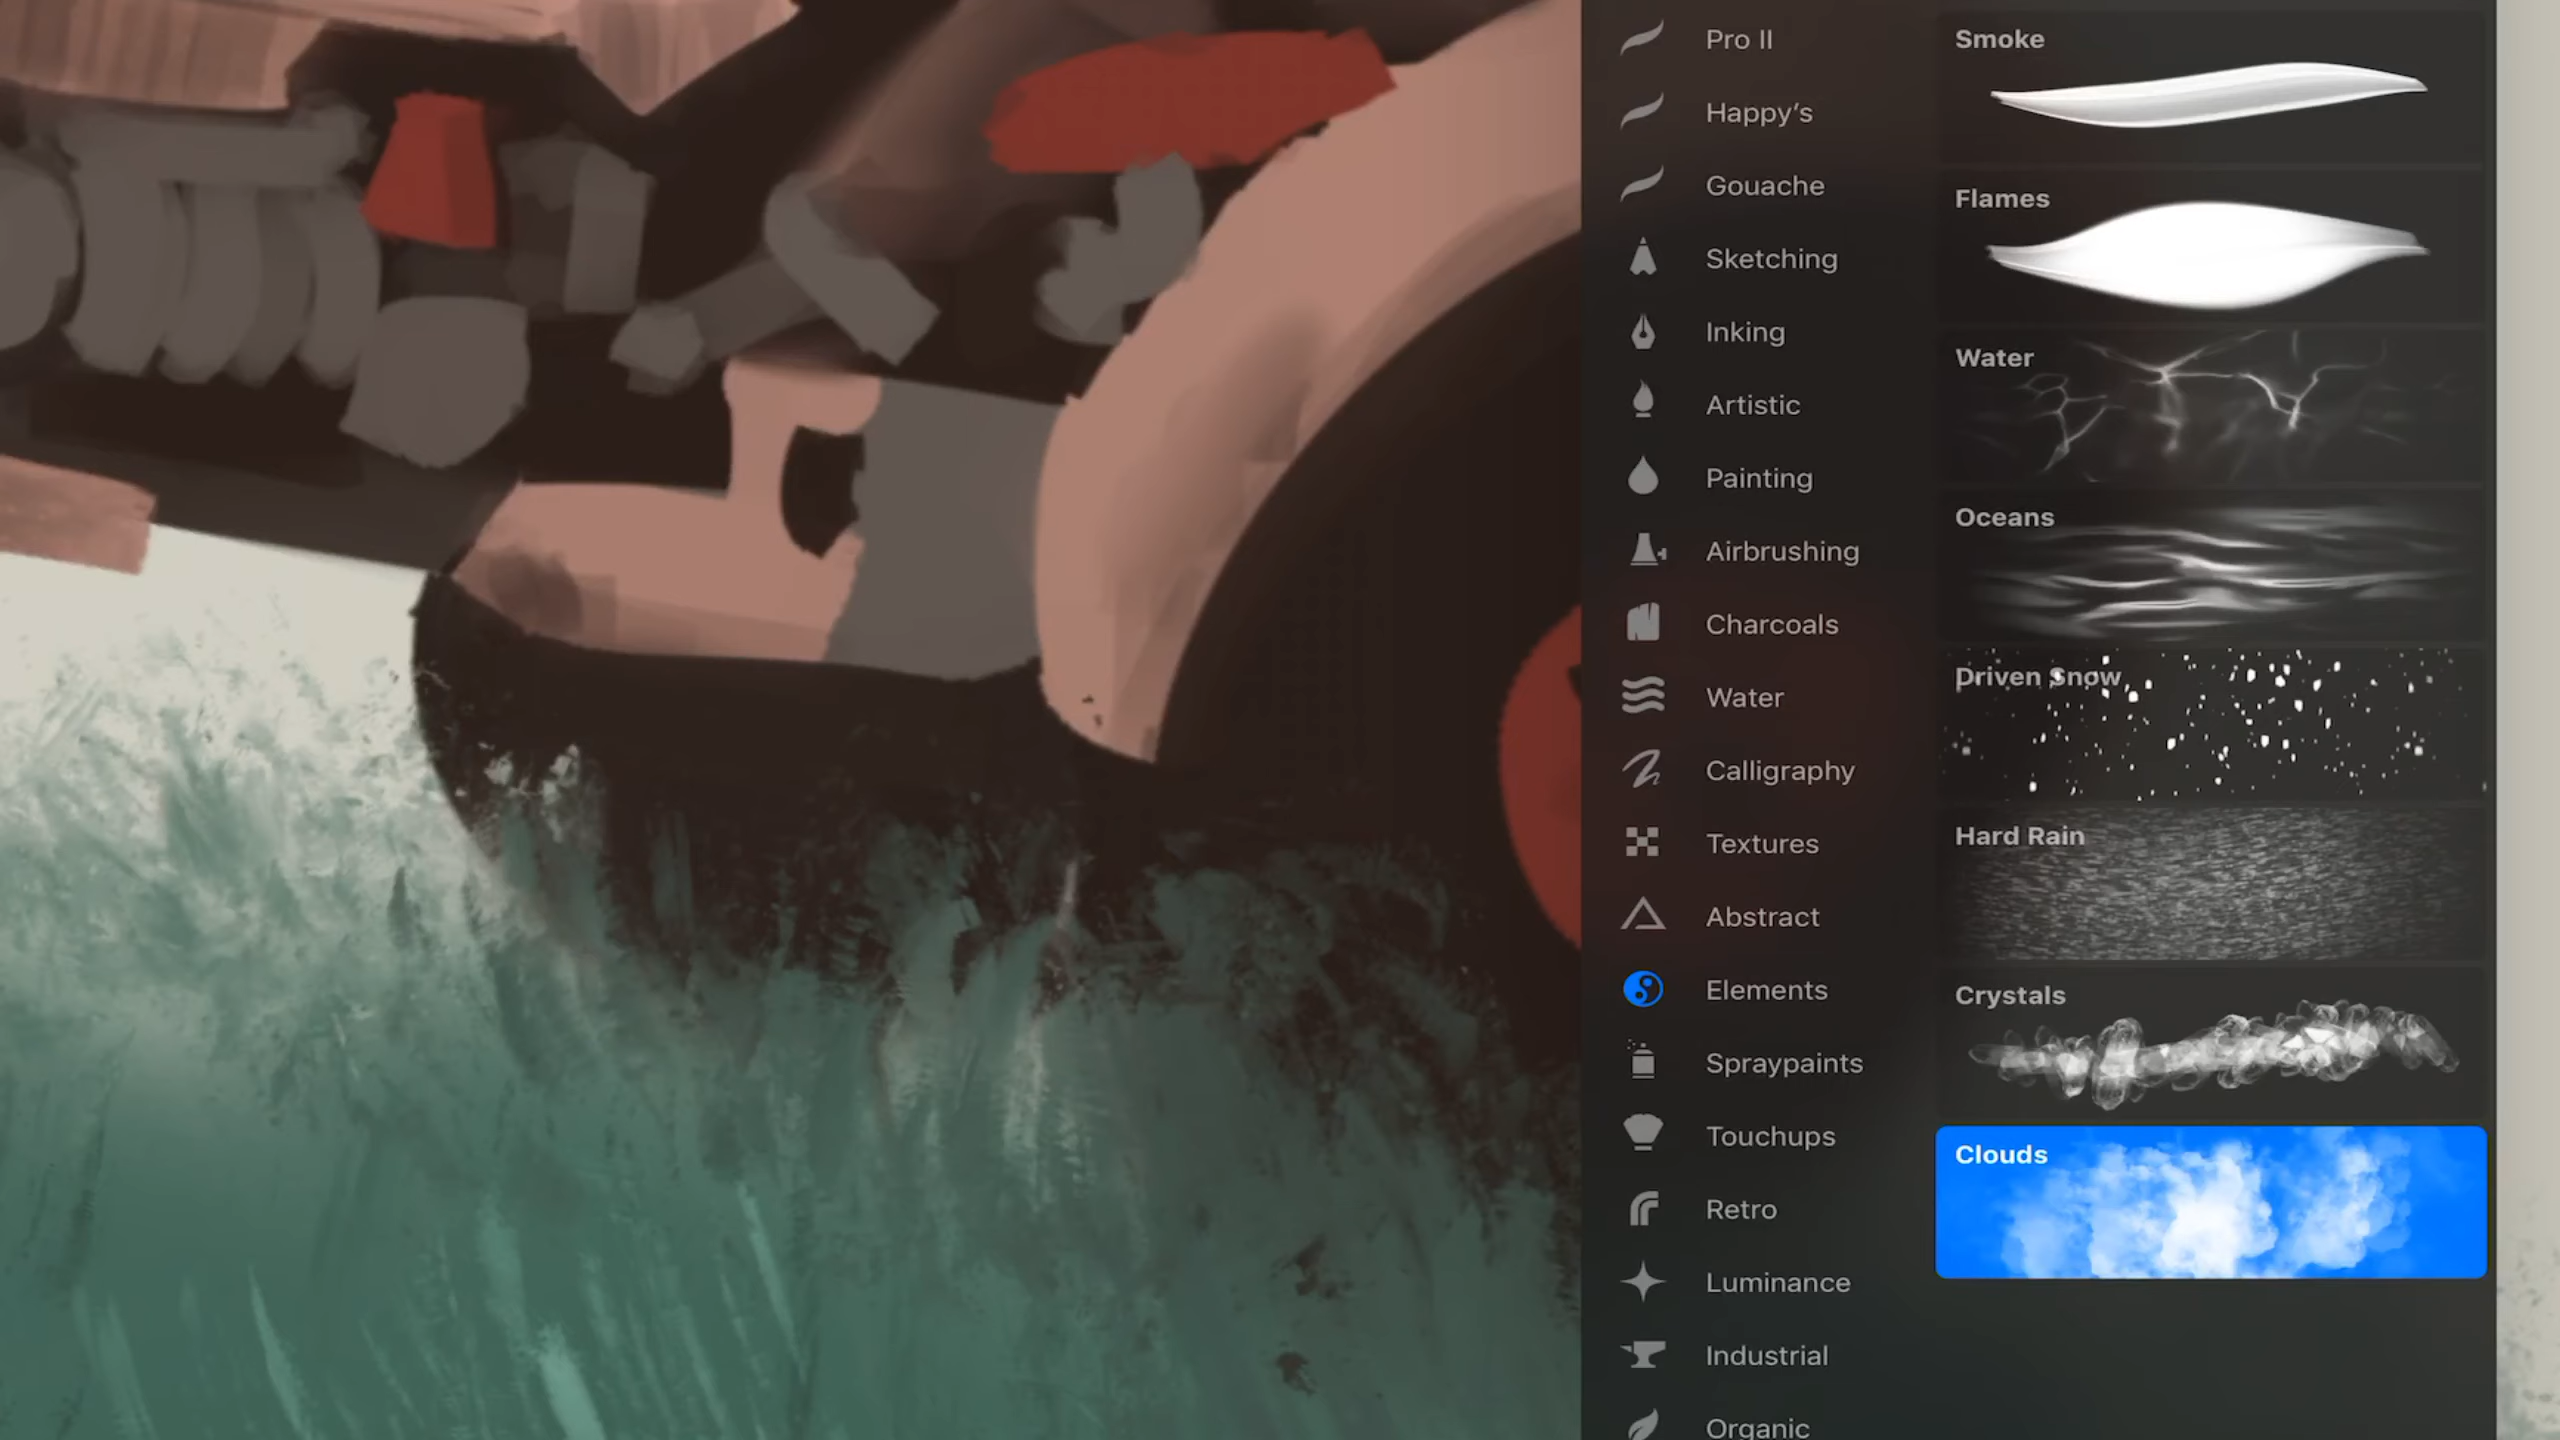 Pro II
Happy's
Gouache
Sketching
Inking
Artistic
Painting
Airbrushing
Charcoals
Water
Calligraphy
Textures
Abstract
Elements
Spraypaints
Touchups
Retro
Luminance
Industrial
Organic
Smoke
Flames
Water
Oceans
Driven Snow
Hard Rain
Crystals
Clouds